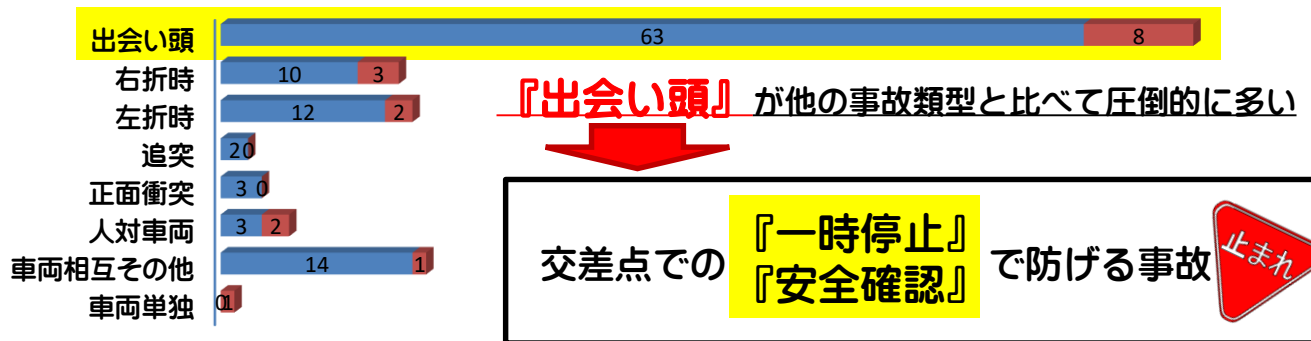 出会い頭 63 8
右折時 10 3
『出会い頭』が他の事故類型と比べて圧倒的に多い
左折時 12 2
追突 2 0
正面衝突 3 0
人対車両 3 2
車両相互その他 14 1
車両単独 0 1
交差点での『一時停止』『安全確認』で防げる事故
止まれ